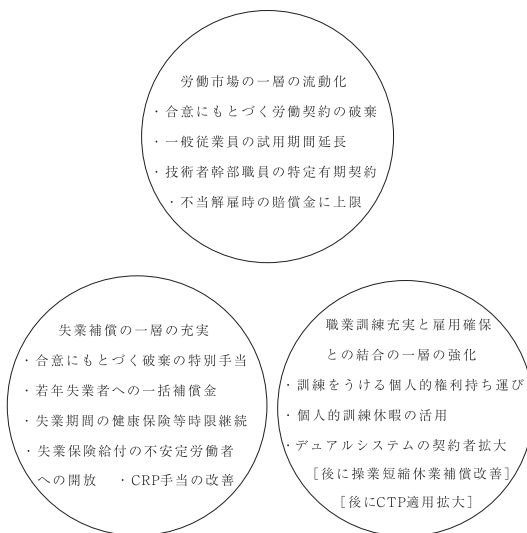 労働市場の一層の流動化
・合意にもとづく労働契約の破棄
・一般従業員の試用期間延長
・技術者幹部職員の特定有期契約
・不当解雇時の賠償金に上限
失業補償の一層の充実
・合意にもとづく破棄の特別手当
・若年失業者への一括補償金
・失業期間の健康保険等時限継続
・失業保険給付の不安定労働者
への開放　・CRP手当の改善
職業訓練充実と雇用確保
との結合の一層の強化
・訓練をうける個人的権利持ち運び
・個人的訓練休暇の活用
・デュアルシステムの契約者拡大
［後に操業短縮休業補償改善］
［後にCTP適用拡大］